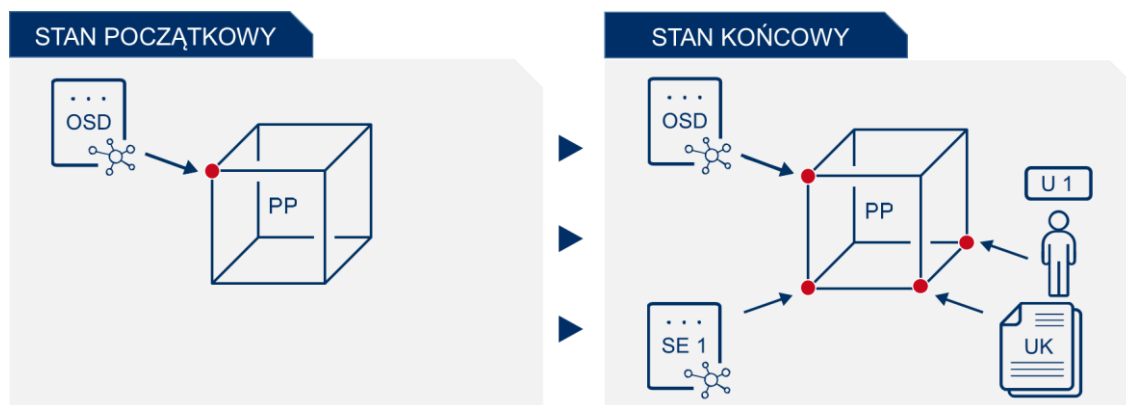 STAN POCZĄTKOWY
OSD
PP
STAN KOŃCOWY
OSD
PP
U 1
SE 1
UK